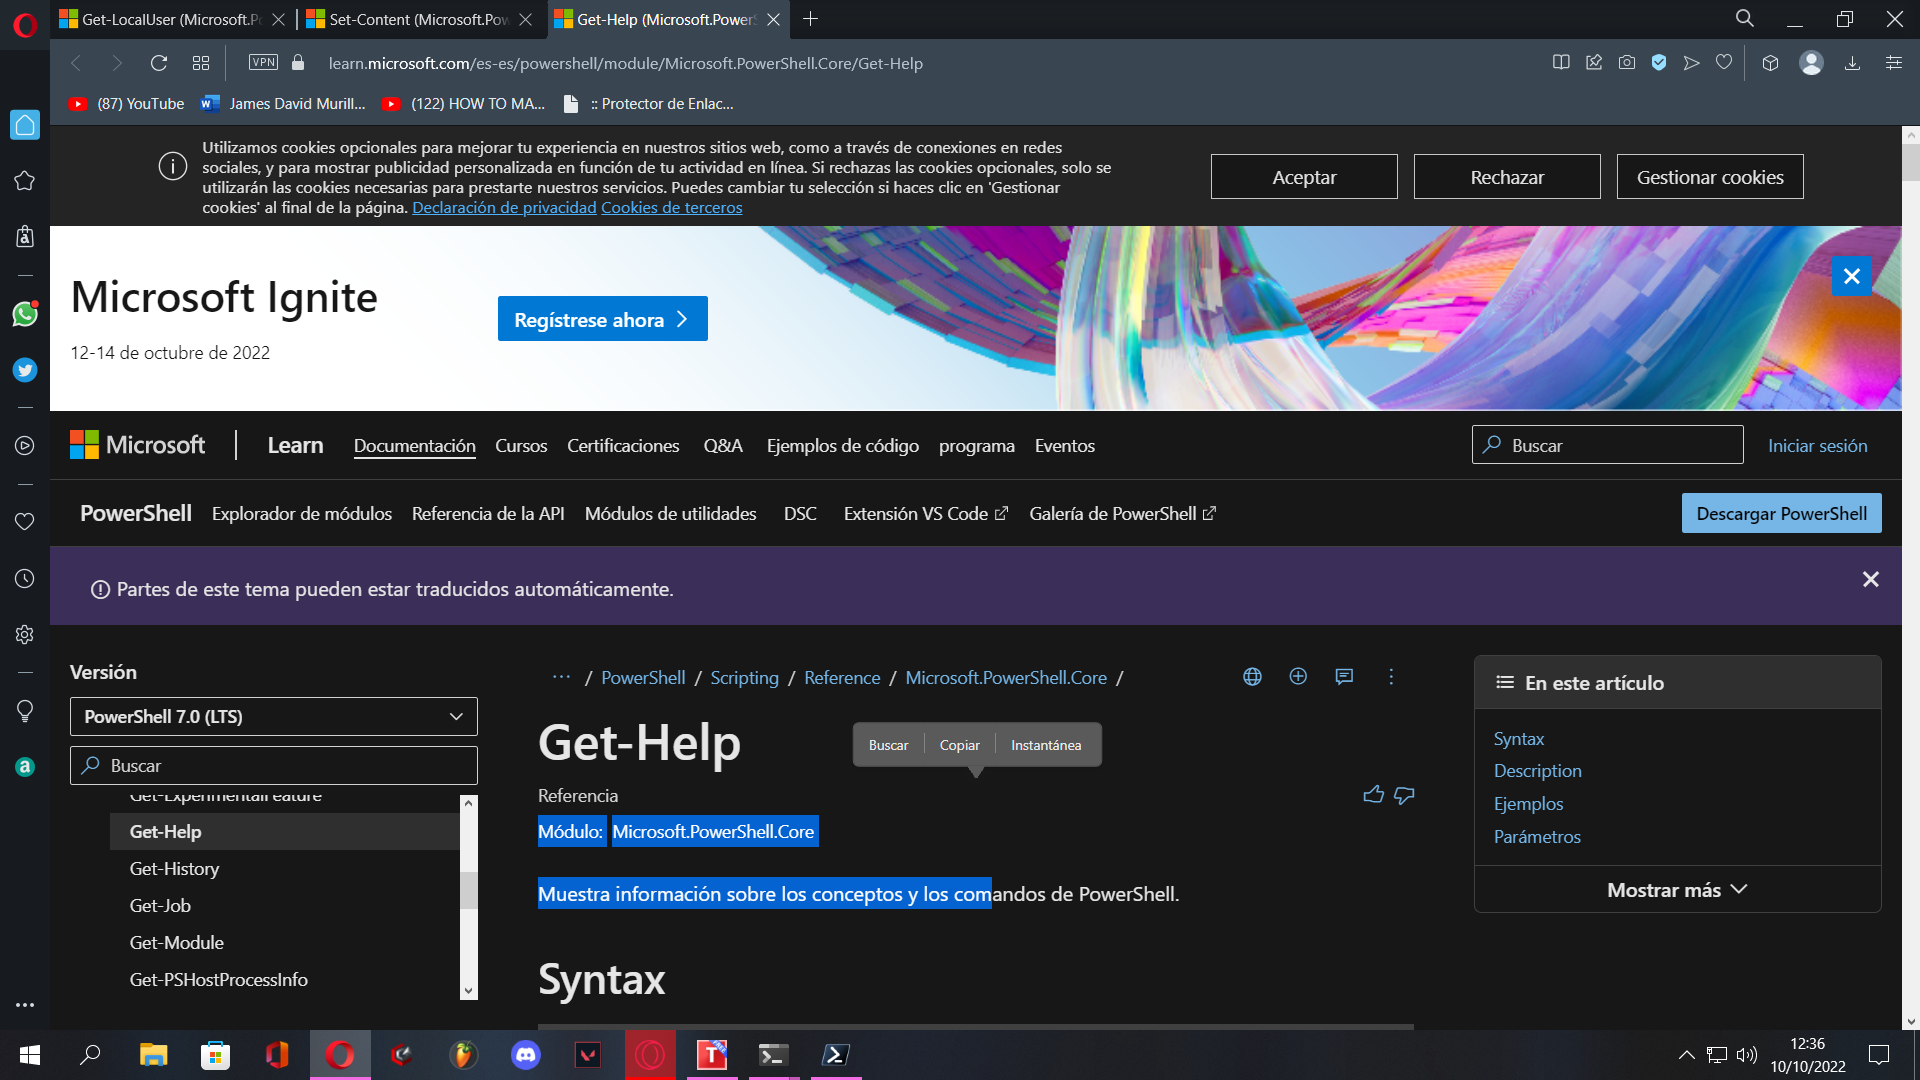 Get-LocalUser (Microsoft.P
Set-Content (Microsoft.Pow
Get-Help (Microsoft.PowerS
VPN
learn.microsoft.com/es-es/powershell/module/Microsoft.PowerShell.Core/Get-Help
(87) YouTube
James David Murill...
(122) HOW TO MA...
:: Protector de Enlac...
Utilizamos cookies opcionales para mejorar tu experiencia en nuestros sitios web, como a través de conexiones en redes
sociales, y para mostrar publicidad personalizada en función de tu actividad en línea. Si rechazas las cookies opcionales, solo se
utilizarán las cookies necesarias para prestarte nuestros servicios. Puedes cambiar tu selección si haces clic en 'Gestionar
cookies' al final de la página. Declaración de privacidad Cookies de terceros
Aceptar
Rechazar
Gestionar cookies
Microsoft Ignite
12-14 de octubre de 2022
Regístrese ahora
Microsoft
Learn
Documentación
Cursos
Certificaciones
Q&A
Ejemplos de código
programa
Eventos
Buscar
Iniciar sesión
PowerShell
Explorador de módulos
Referencia de la API
Módulos de utilidades
DSC
Extensión VS Code
Galería de PowerShell
Descargar PowerShell
Partes de este tema pueden estar traducidos automáticamente.
Versión
PowerShell 7.0 (LTS)
Buscar
Get-ExperimentalFeature
Get-Help
Get-History
Get-Job
Get-Module
Get-PSHostProcessInfo
··· / PowerShell / Scripting / Reference / Microsoft.PowerShell.Core /
Get-Help
Buscar
Copiar
Instantánea
Referencia
Módulo: Microsoft.PowerShell.Core
Muestra información sobre los conceptos y los comandos de PowerShell.
Syntax
En este artículo
Syntax
Description
Ejemplos
Parámetros
Mostrar más
12:36
10/10/2022